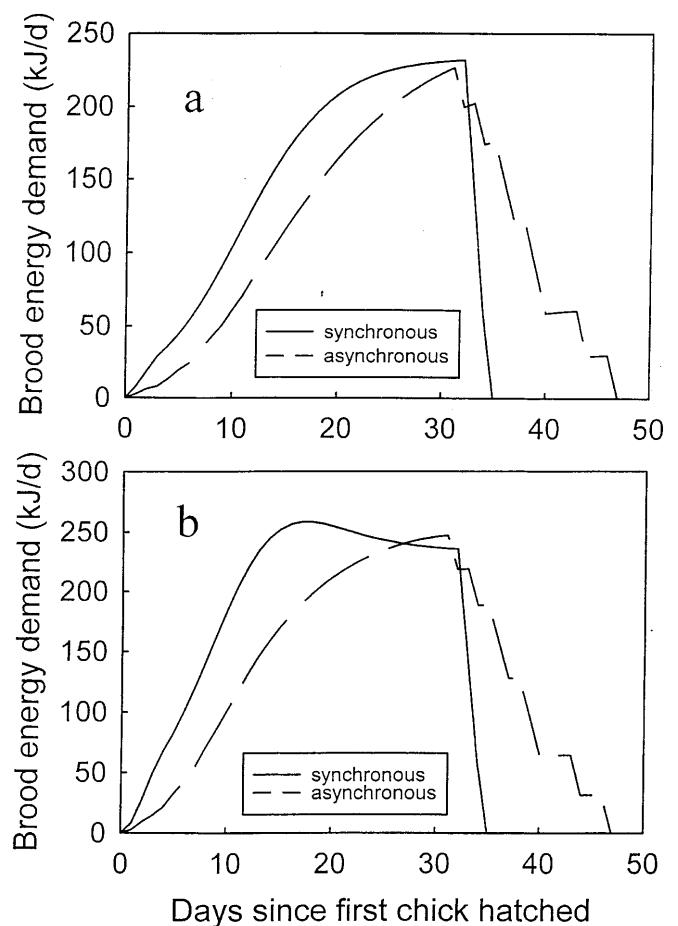 Brood energy demand (kJ/d)
250
200
150
100
50
0
a
synchronous
asynchronous
0 10 20 30 40 50
Brood energy demand (kJ/d)
300
250
200
150
100
50
0
b
synchronous
asynchronous
0 10 20 30 40 50
Days since first chick hatched